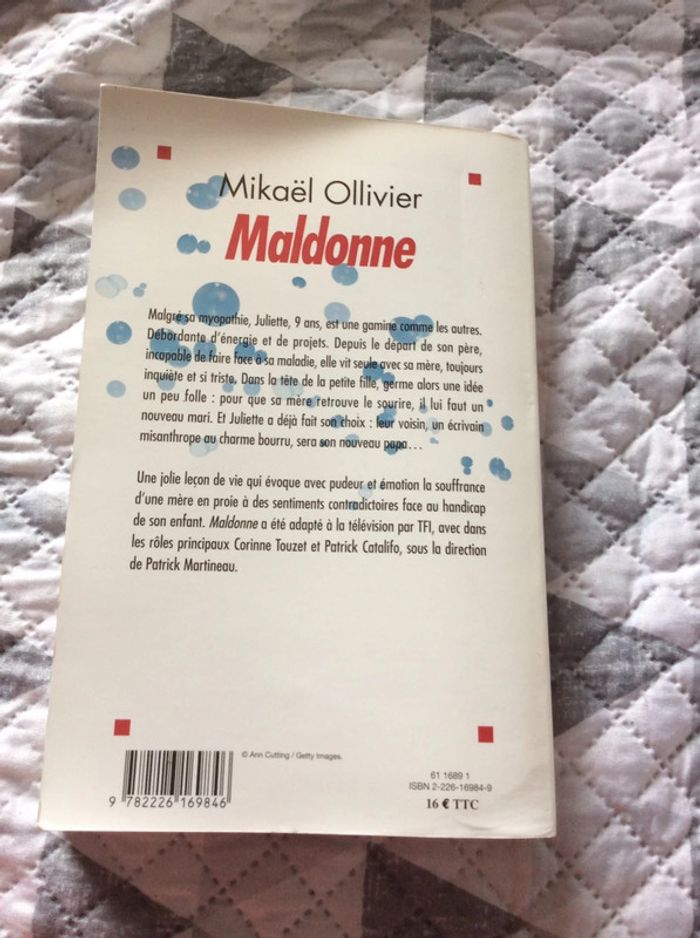 Mikaël Ollivier
Maldonne
Malgré sa myopathie, Juliette, 9 ans, est une gamine comme les autres.
Débordante d'énergie et de projets. Depuis le départ de son père,
incapable de faire face à sa maladie, elle vit seule avec sa mère, toujours
inquiète et si triste. Dans la tête de la petite fille, germe alors une idée
un peu folle : pour que sa mère retrouve le sourire, il lui faut un
nouveau mari. Et Juliette a déjà fait son choix : leur voisin, un écrivain
misanthrope au charme bourru, sera son nouveau papa...
Une jolie leçon de vie qui évoque avec pudeur et émotion la souffrance
d'une mère en proie à des sentiments contradictoires face au handicap
de son enfant. Maldonne a été adapté à la télévision par TF1, avec dans
les rôles principaux Corinne Touzet et Patrick Catalifo, sous la direction
de Patrick Martineau.
© Ann Cutting / Getty Images.
61 1689 1
ISBN 2-226-16984-9
16 € TTC
9 782226 169846